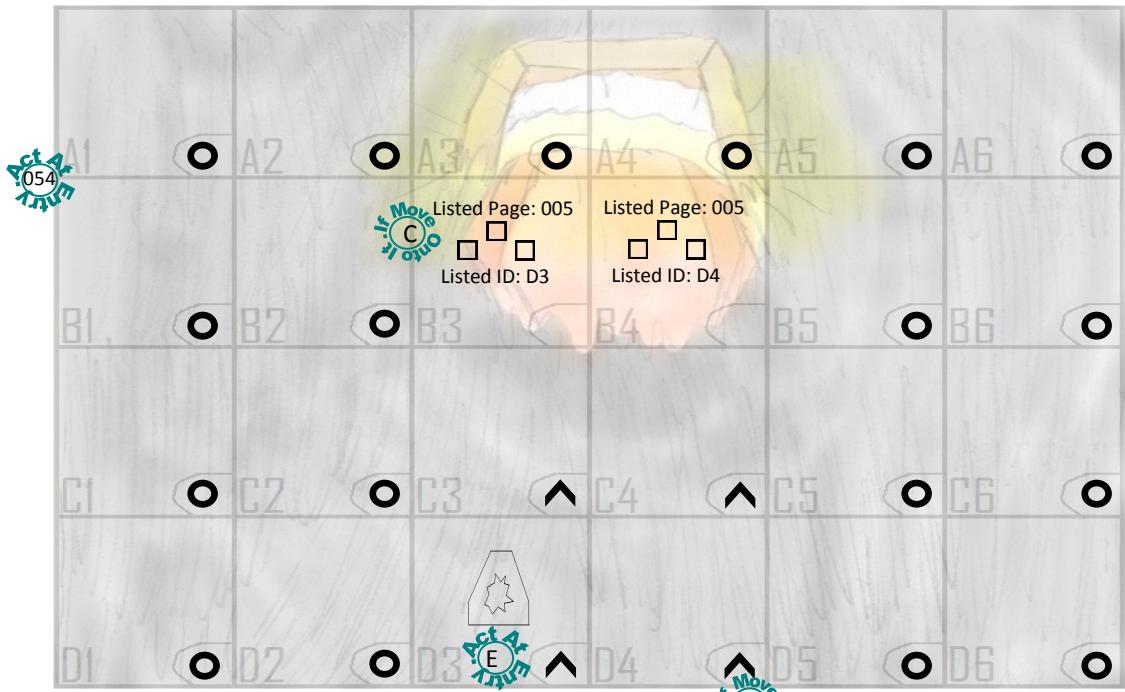 A1 A2 A3 A4 A5 A6
Act At Entry.
054
Listed Page: 005 Listed Page: 005
.If Move Onto It.
C
Listed ID: D3 Listed ID: D4
B1 B2 B3 B4 B5 B6
C1 C2 C3 C4 C5 C6
Act At Entry.
E
D1 D2 D3 D4 D5 D6
Move